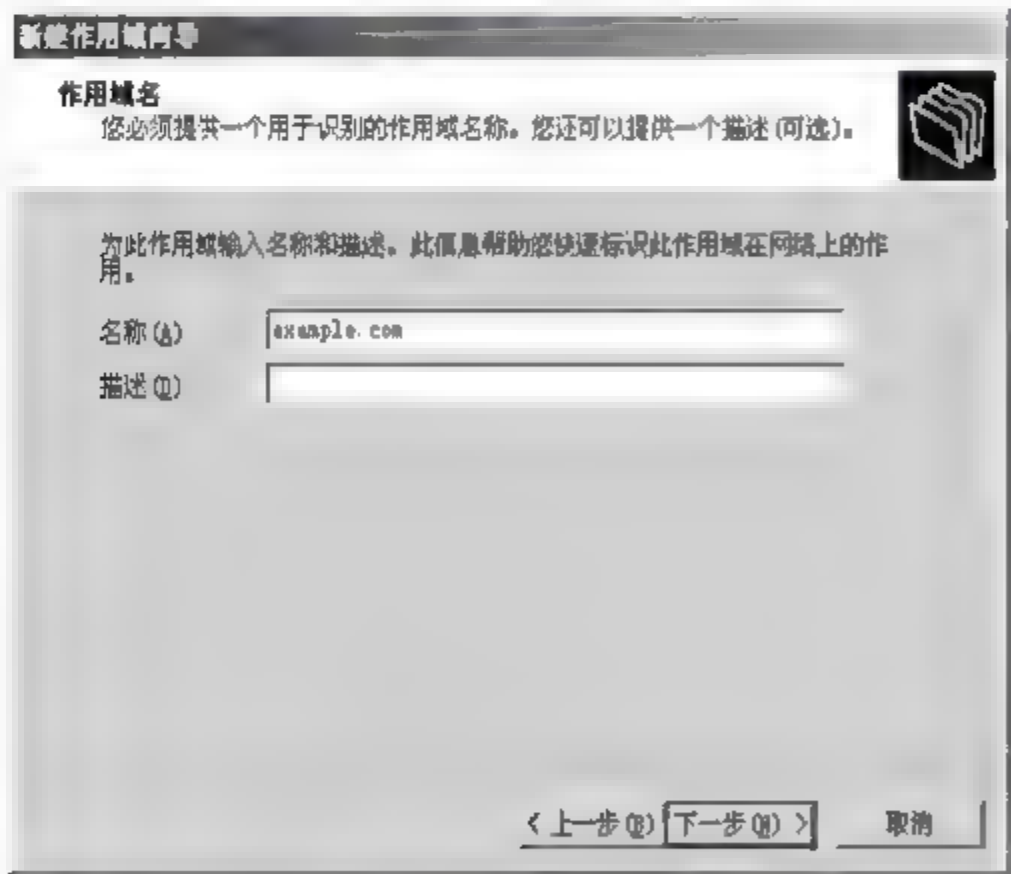 新建作用域向导
作用域名
您必须提供一个用于识别的作用域名称。您还可以提供一个描述(可选)。
为此作用域输入名称和描述。此信息帮助您快速标识此作用域在网络上的作
用。
名称(A)
example.com
描述(D)
< 上一步(B)
下一步(N) >
取消